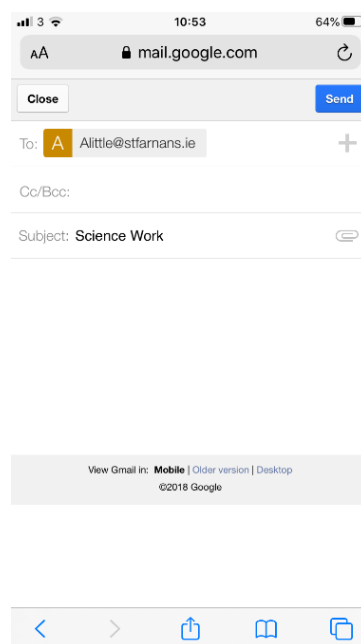 3 10:53 64%
AA mail.google.com
Close Send
To: A Alittle@stfarnans.ie
Cc/Bcc:
Subject: Science Work
View Gmail in: Mobile | Older version | Desktop
©2018 Google